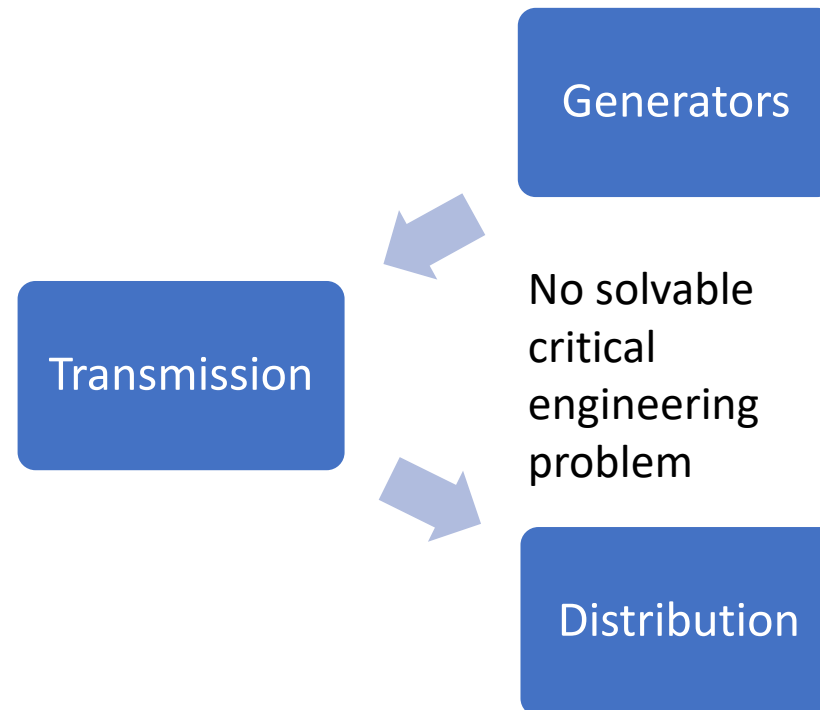 Generators
No solvable
critical
engineering
problem
Transmission
Distribution